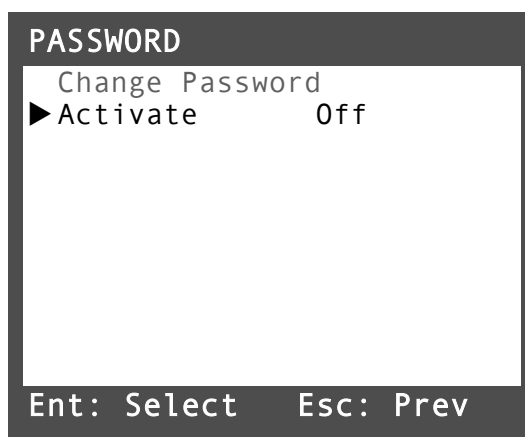 PASSWORD
Change Password
▶Activate Off
Ent: Select Esc: Prev